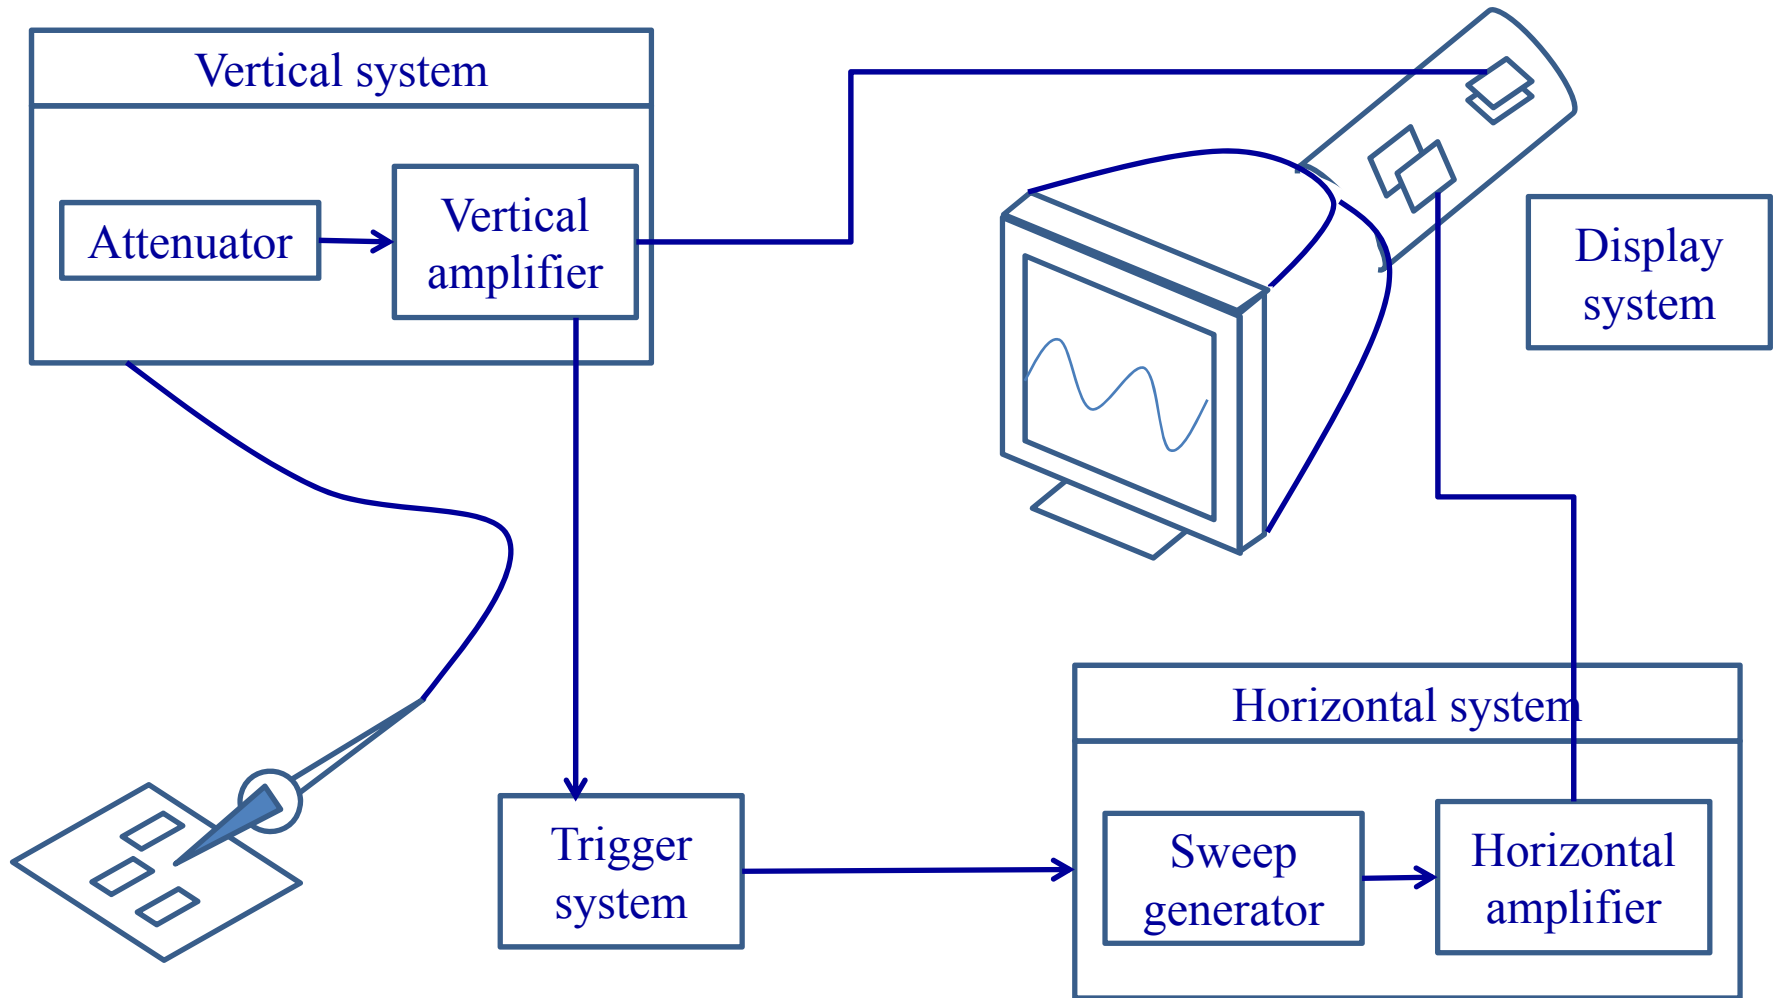 Vertical system
Attenuator
Vertical
amplifier
Display
system
Trigger
system
Horizontal system
Sweep
generator
Horizontal
amplifier